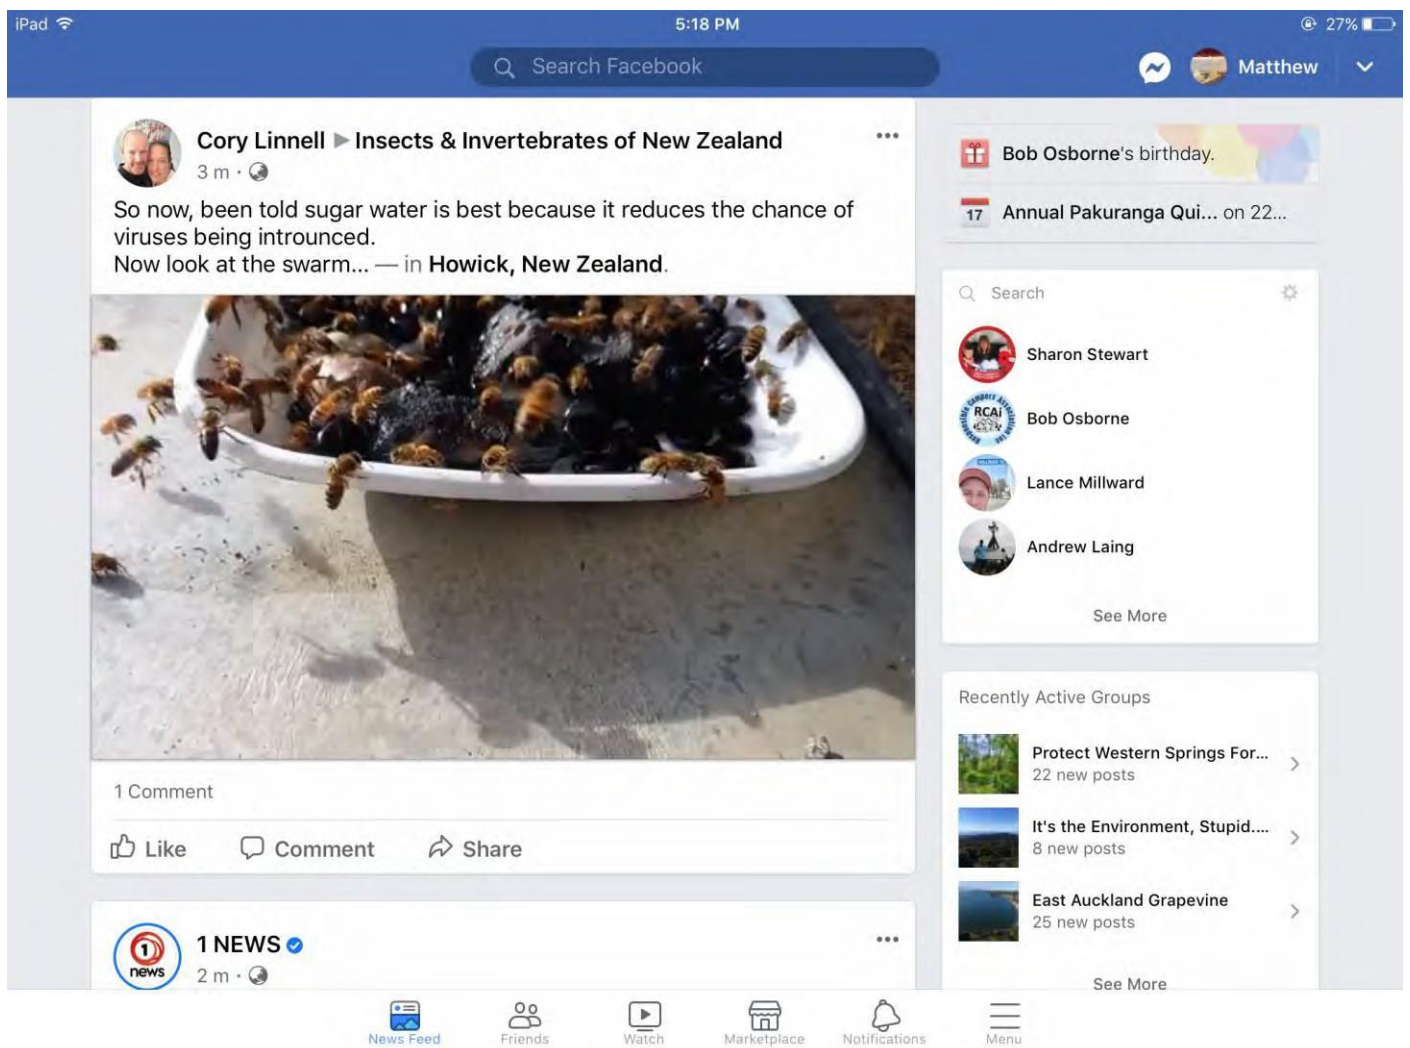 iPad
5:18 PM
27%
Search Facebook
Matthew
Cory Linnell ▶ Insects & Invertebrates of New Zealand
3 m ·
So now, been told sugar water is best because it reduces the chance of
viruses being introunced.
Now look at the swarm... — in Howick, New Zealand.
1 Comment
Like Comment Share
1 NEWS
2 m ·
1
news
Bob Osborne's birthday.
17
Annual Pakuranga Qui... on 22...
Search
Sharon Stewart
RCAi
Bob Osborne
Lance Millward
Andrew Laing
See More
Recently Active Groups
Protect Western Springs For...
22 new posts
It's the Environment, Stupid....
8 new posts
East Auckland Grapevine
25 new posts
See More
News Feed
Friends
Watch
Marketplace
Notifications
Menu